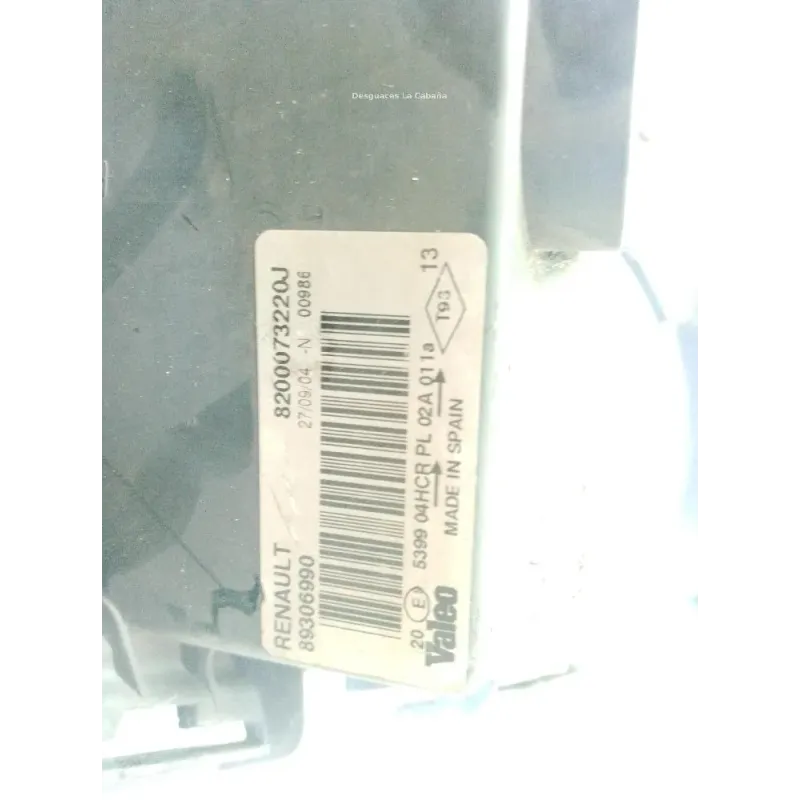 Desguaces La Cabaña
RENAULT 8200073220J
89306990 27/09/04 -N 00986
20 E 5399 04HCR PL 02A 011a T93 13
Valeo MADE IN SPAIN